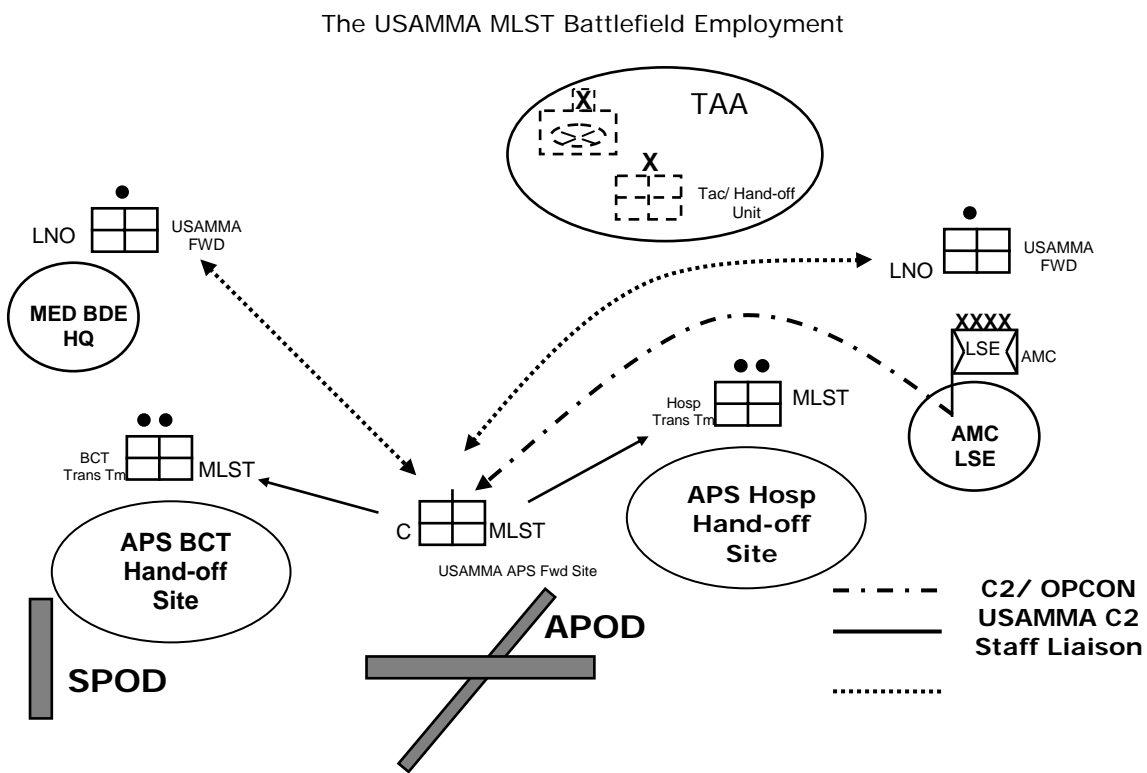 The USAMMA MLST Battlefield Employment
X
TAA
X
Tac/ Hand-off
Unit
LNO
USAMMA
FWD
MED BDE
HQ
LNO
USAMMA
FWD
XXXX
LSE
AMC
AMC
LSE
Hosp
Trans Tm
MLST
BCT
Trans Tm
MLST
APS BCT
Hand-off
Site
C
MLST
USAMMA APS Fwd Site
APS Hosp
Hand-off
Site
SPOD
APOD
C2/ OPCON
USAMMA C2
Staff Liaison